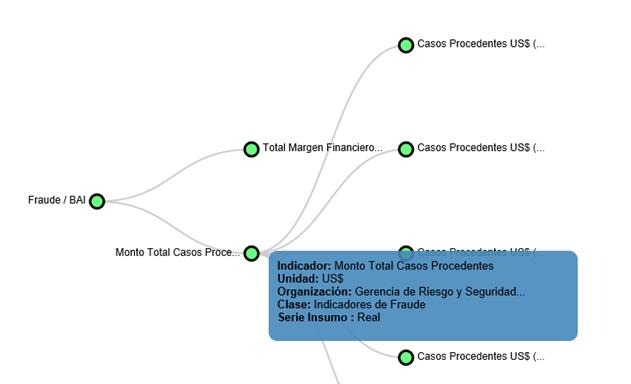 Casos Procedentes US$ (...
Total Margen Financiero...
Casos Procedentes US$ (...
Fraude / BAI
Monto Total Casos Proce...
Casos Procedentes US$ (...
Indicador: Monto Total Casos Procedentes
Unidad: US$
Organización: Gerencia de Riesgo y Seguridad...
Clase: Indicadores de Fraude
Serie Insumo : Real
Casos Procedentes US$ (...